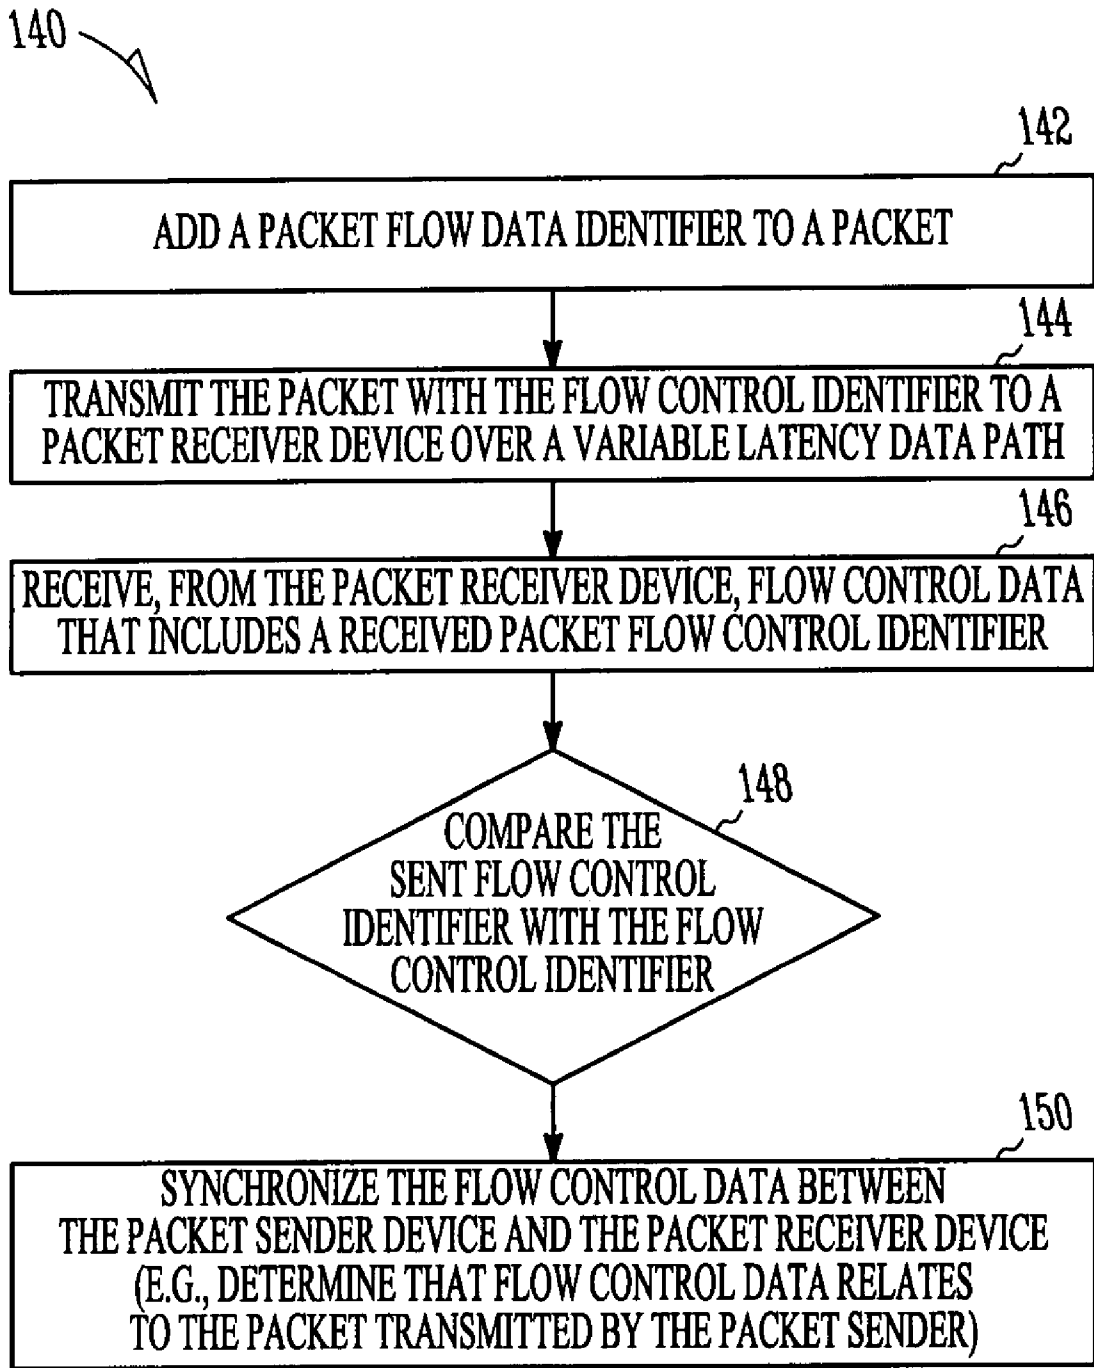 140
142
ADD A PACKET FLOW DATA IDENTIFIER TO A PACKET
144
TRANSMIT THE PACKET WITH THE FLOW CONTROL IDENTIFIER TO A
PACKET RECEIVER DEVICE OVER A VARIABLE LATENCY DATA PATH
146
RECEIVE, FROM THE PACKET RECEIVER DEVICE, FLOW CONTROL DATA
THAT INCLUDES A RECEIVED PACKET FLOW CONTROL IDENTIFIER
148
COMPARE THE
SENT FLOW CONTROL
IDENTIFIER WITH THE FLOW
CONTROL IDENTIFIER
150
SYNCHRONIZE THE FLOW CONTROL DATA BETWEEN
THE PACKET SENDER DEVICE AND THE PACKET RECEIVER DEVICE
(E.G., DETERMINE THAT FLOW CONTROL DATA RELATES
TO THE PACKET TRANSMITTED BY THE PACKET SENDER)